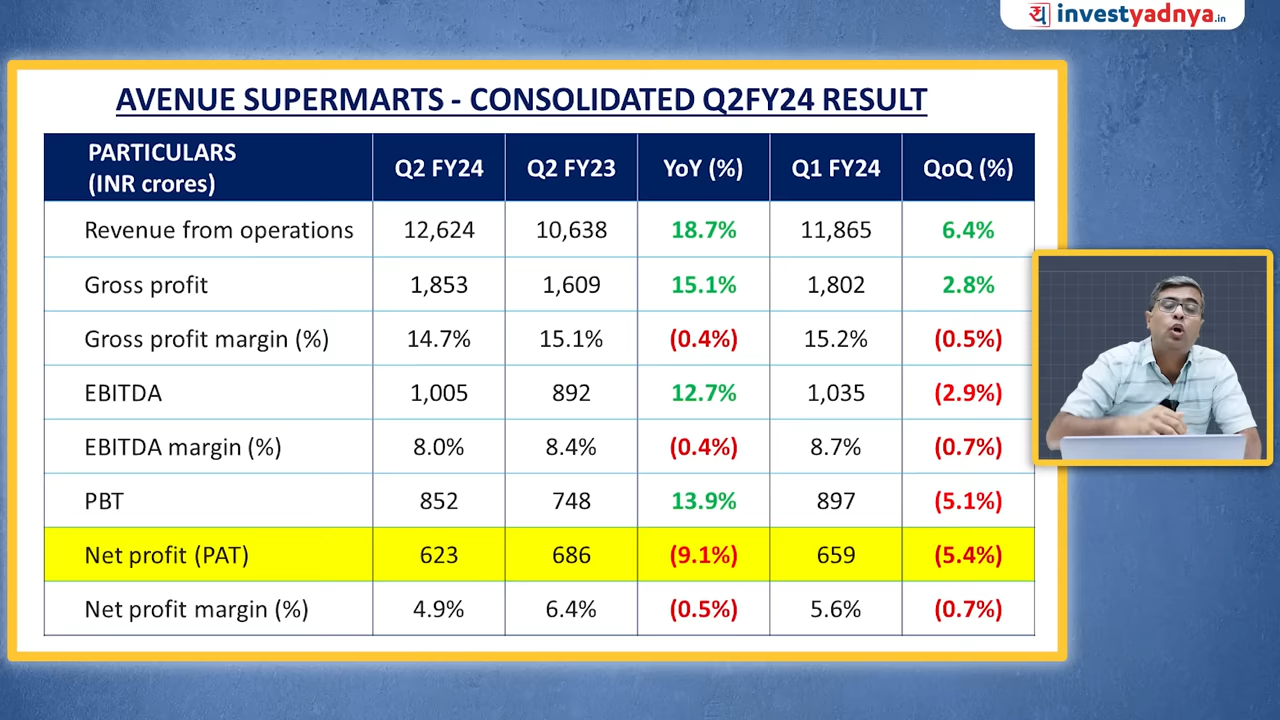 investyadnya.in
AVENUE SUPERMARTS - CONSOLIDATED Q2FY24 RESULT
PARTICULARS
(INR crores) Q2 FY24 Q2 FY23 YoY (%) Q1 FY24 QoQ (%)
Revenue from operations 12,624 10,638 18.7% 11,865 6.4%
Gross profit 1,853 1,609 15.1% 1,802 2.8%
Gross profit margin (%) 14.7% 15.1% (0.4%) 15.2% (0.5%)
EBITDA 1,005 892 12.7% 1,035 (2.9%)
EBITDA margin (%) 8.0% 8.4% (0.4%) 8.7% (0.7%)
PBT 852 748 13.9% 897 (5.1%)
Net profit (PAT) 623 686 (9.1%) 659 (5.4%)
Net profit margin (%) 4.9% 6.4% (0.5%) 5.6% (0.7%)